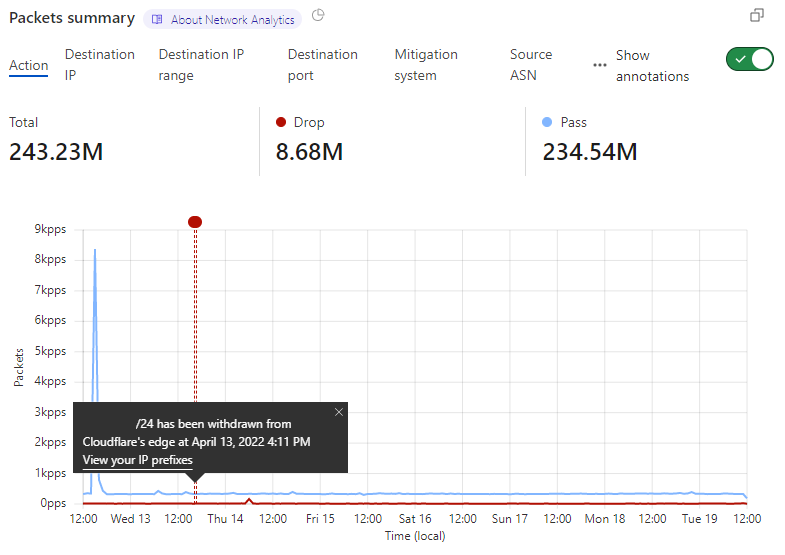 Packets summary
About Network Analytics
Action
Destination
IP
Destination IP
range
Destination
port
Mitigation
system
Source
ASN
Show
annotations
Total
243.23M
Drop
8.68M
Pass
234.54M
9kpps
8kpps
7kpps
6kpps
5kpps
4kpps
3kpps
2kpps
1kpps
0pps
Packets
/24 has been withdrawn from
Cloudflare's edge at April 13, 2022 4:11 PM
View your IP prefixes
12:00 Wed 13 12:00 Thu 14 12:00 Fri 15 12:00 Sat 16 12:00 Sun 17 12:00 Mon 18 12:00 Tue 19 12:00
Time (local)